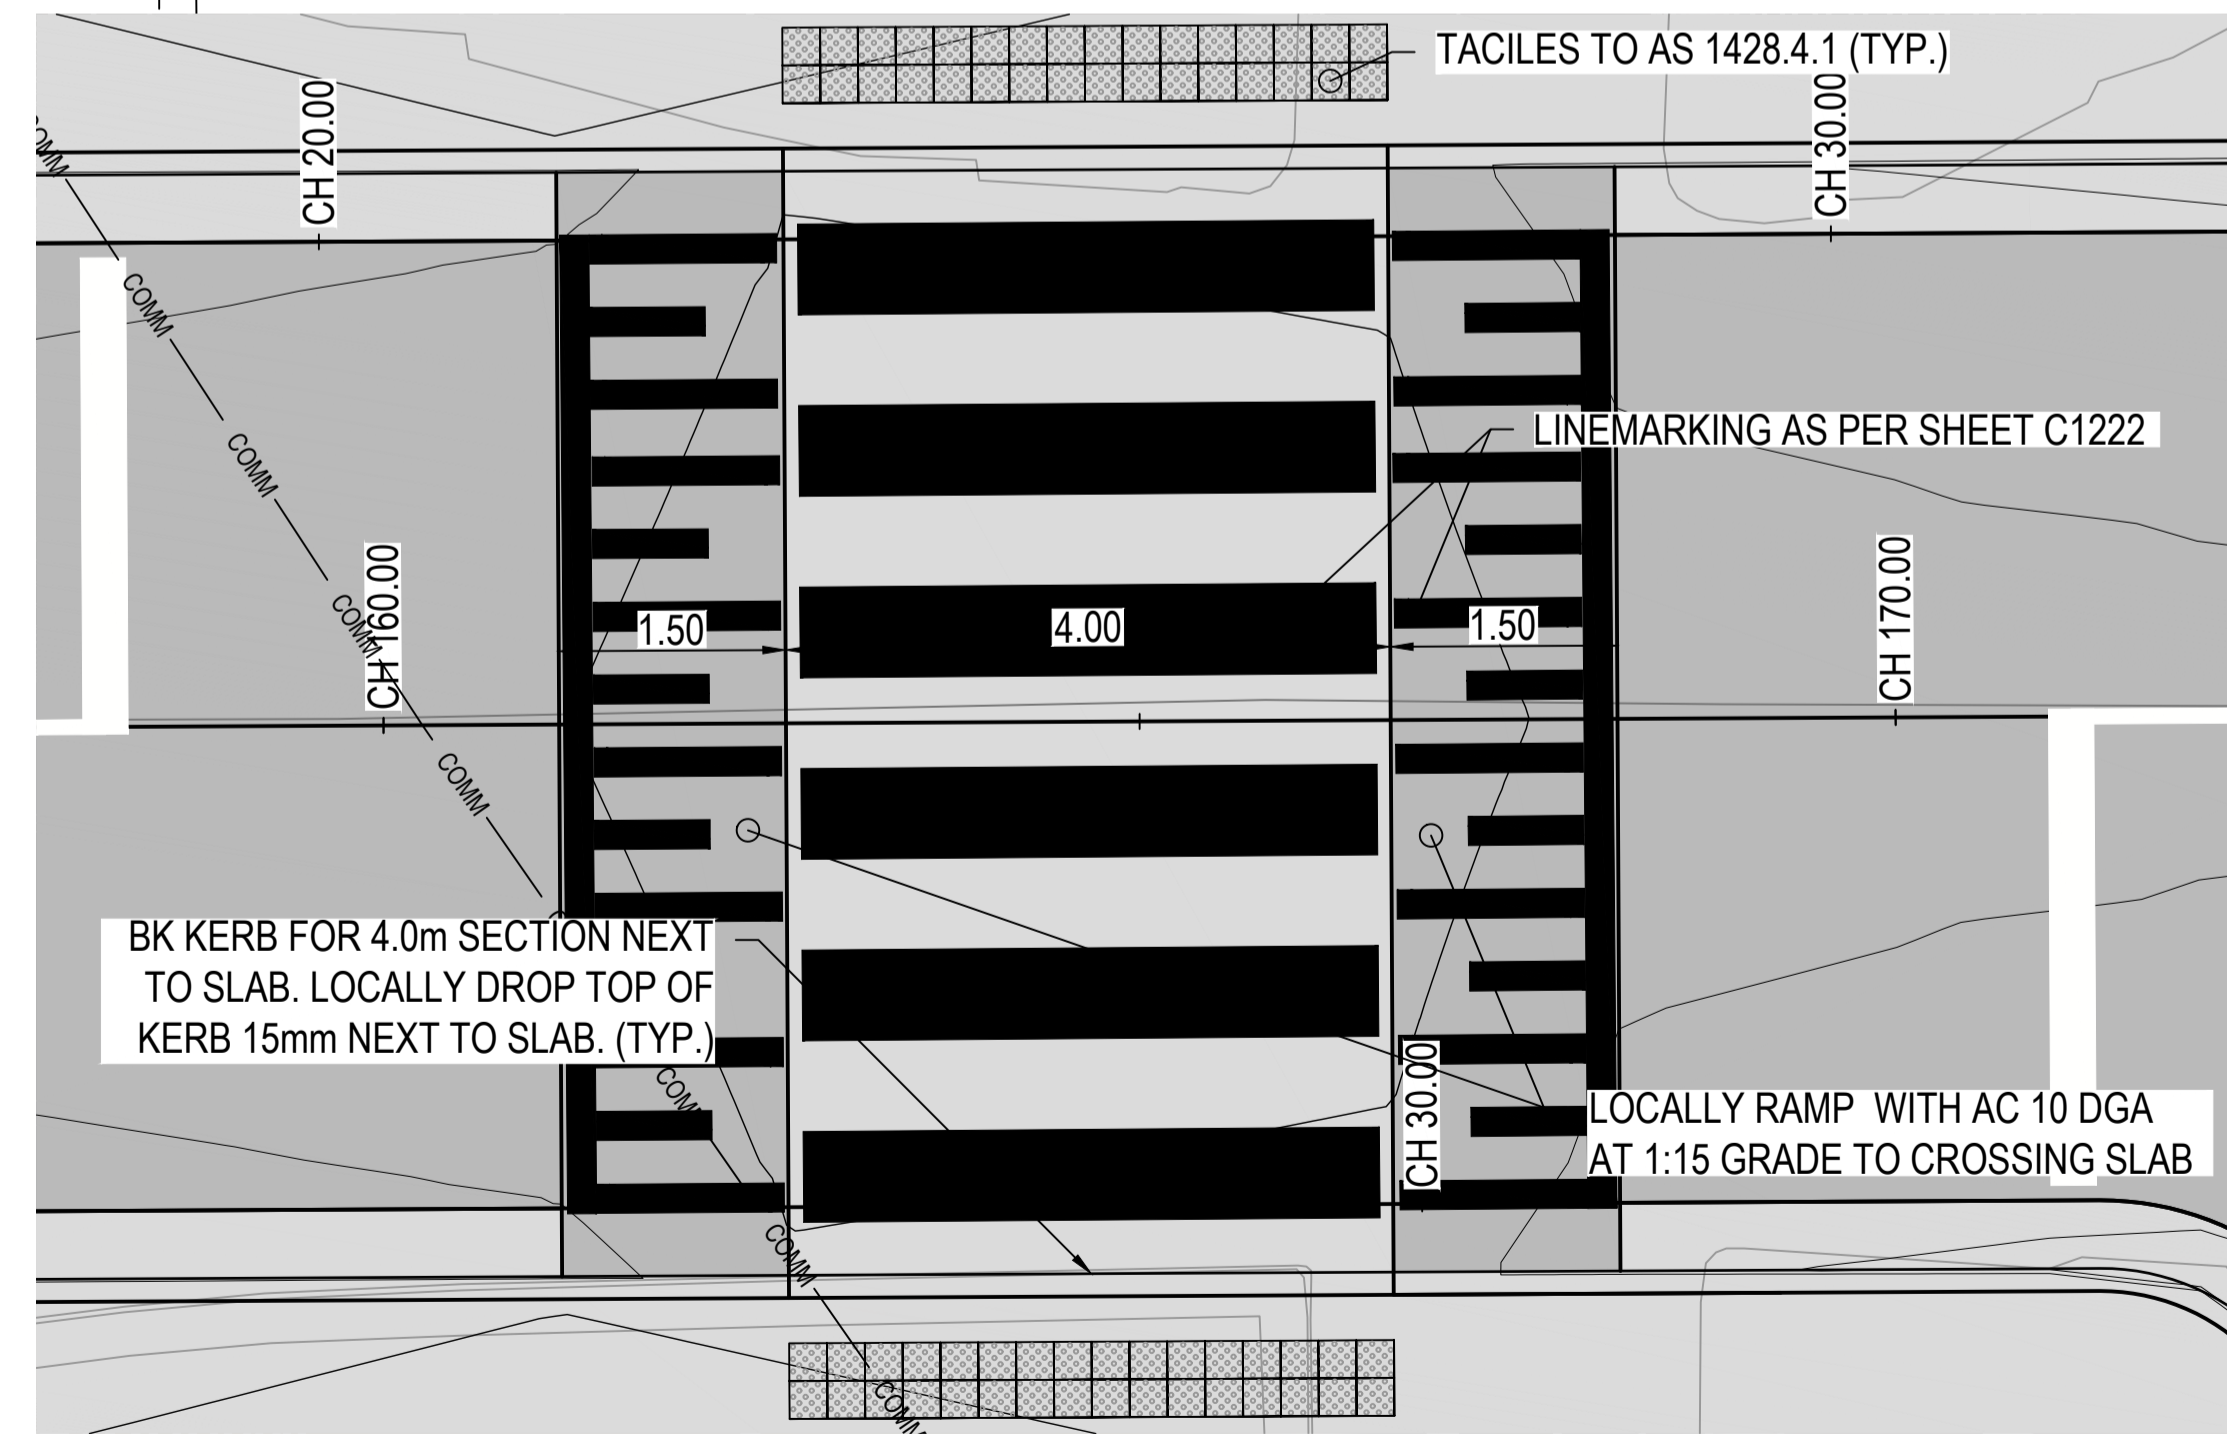 TACILES TO AS 1428.4.1 (TYP.)
CH 20.00
CH 30.00
COMM
COMM
LINEMARKING AS PER SHEET C1222
COMM
CH 160.00
CH 170.00
COMM
1.50
4.00
1.50
COMM
BK KERB FOR 4.0m SECTION NEXT
TO SLAB. LOCALLY DROP TOP OF
KERB 15mm NEXT TO SLAB. (TYP.)
COMM
CH 30.00
LOCALLY RAMP WITH AC 10 DGA
AT 1:15 GRADE TO CROSSING SLAB
COMM
COMM